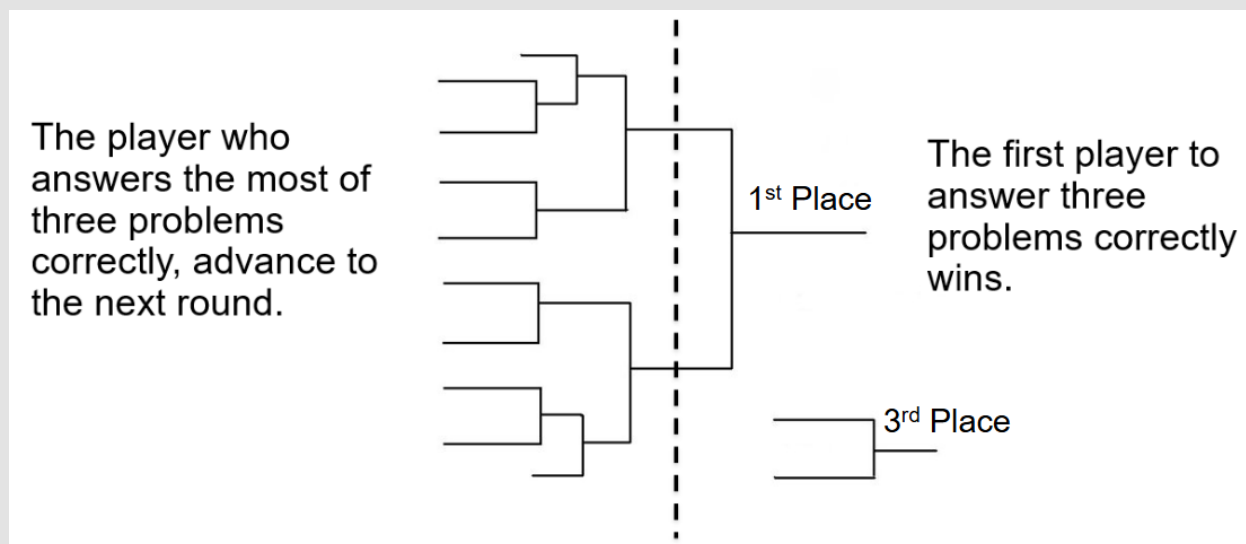 The player who
answers the most of
three problems
correctly, advance to
the next round.
1st Place
The first player to
answer three
problems correctly
wins.
3rd Place